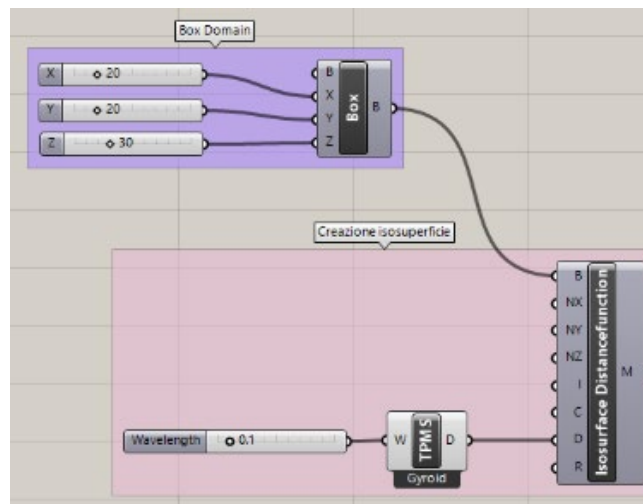 Box Domain
X 20
Y 20
Z 30
B
X
Y
Z
Box
B
Creazione isosuperficie
B
NX
NY
NZ
I
C
D
R
Isosurface Distancefunction
M
Wavelength 0.1
W
TPMS
D
Gyroid